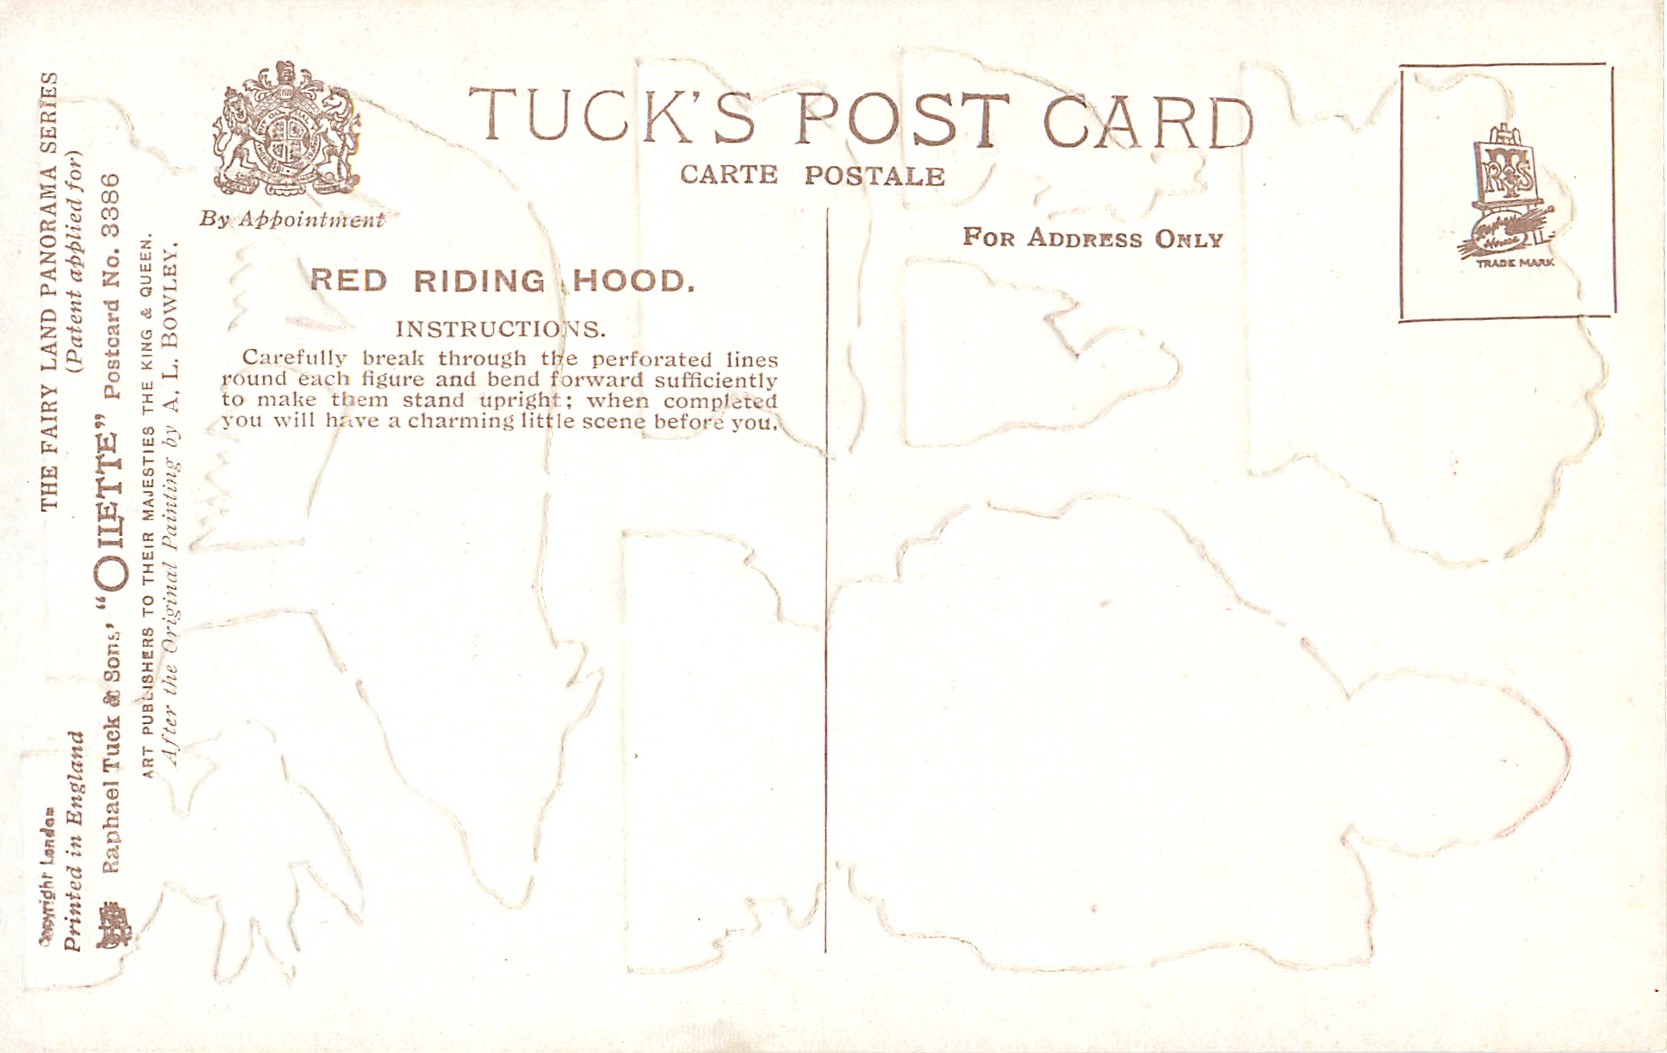 TUCK'S POST CARD
CARTE POSTALE
By Appointment
FOR ADDRESS ONLY
RED RIDING HOOD.
INSTRUCTIONS.
Carefully break through the perforated lines
round each figure and bend forward sufficiently
to make them stand upright; when completed
you will have a charming little scene before you.
THE FAIRY LAND PANORAMA SERIES
(Patent applied for)
Raphael Tuck & Sons' "OILETTE" Postcard No. 3386
ART PUBLISHERS TO THEIR MAJESTIES THE KING & QUEEN.
After the Original Painting by A. L. BOWLEY.
Copyright London
Printed in England
RTS
Raphael
House
TRADE MARK